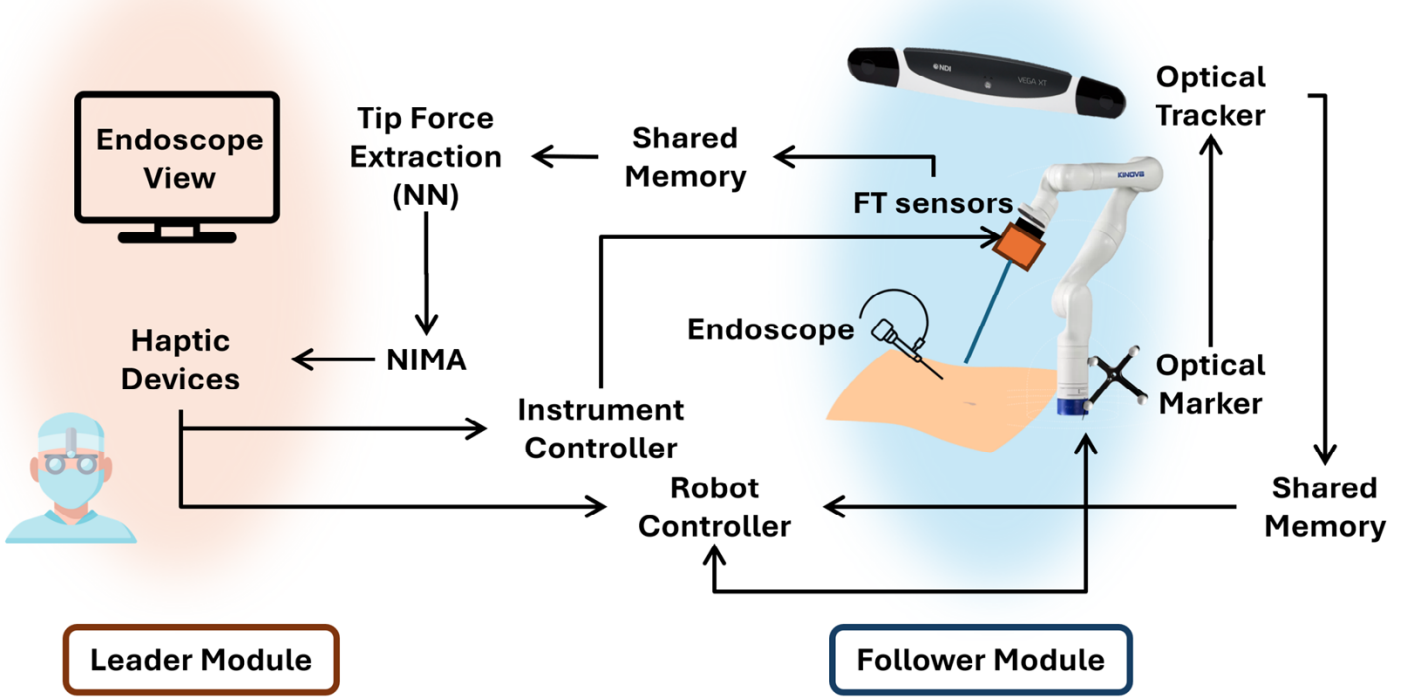 NDI
VEGA XT
Optical
Tracker
Endoscope
View
Tip Force
Extraction
(NN)
Shared
Memory
KINOVA
FT sensors
Endoscope
Haptic
Devices
NIMA
Optical
Marker
Instrument
Controller
Robot
Controller
Shared
Memory
Leader Module
Follower Module